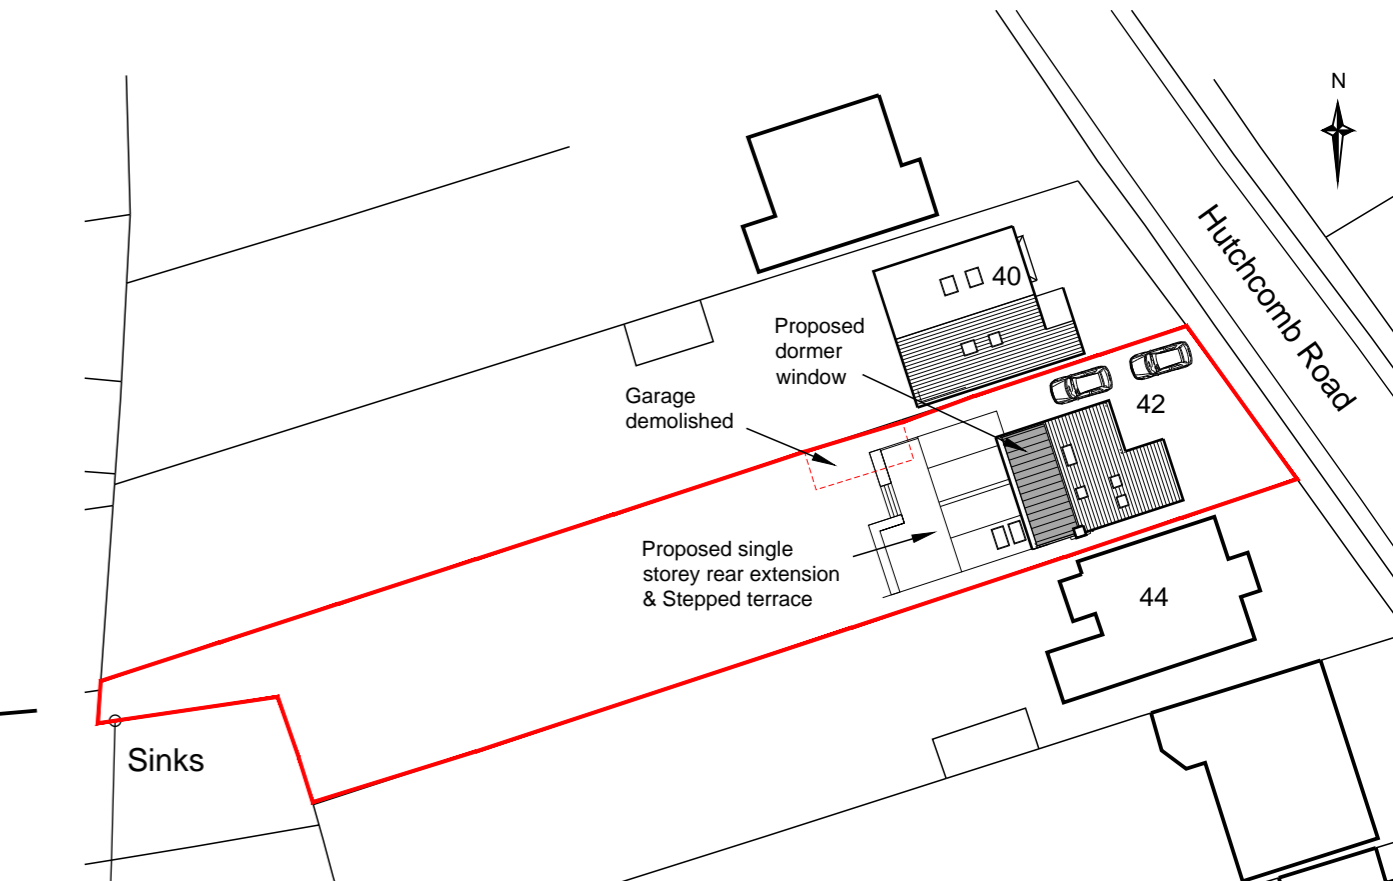 N
Hutchcomb Road
40
Proposed
dormer
window
Garage
demolished
42
Proposed single
storey rear extension
& Stepped terrace
44
Sinks